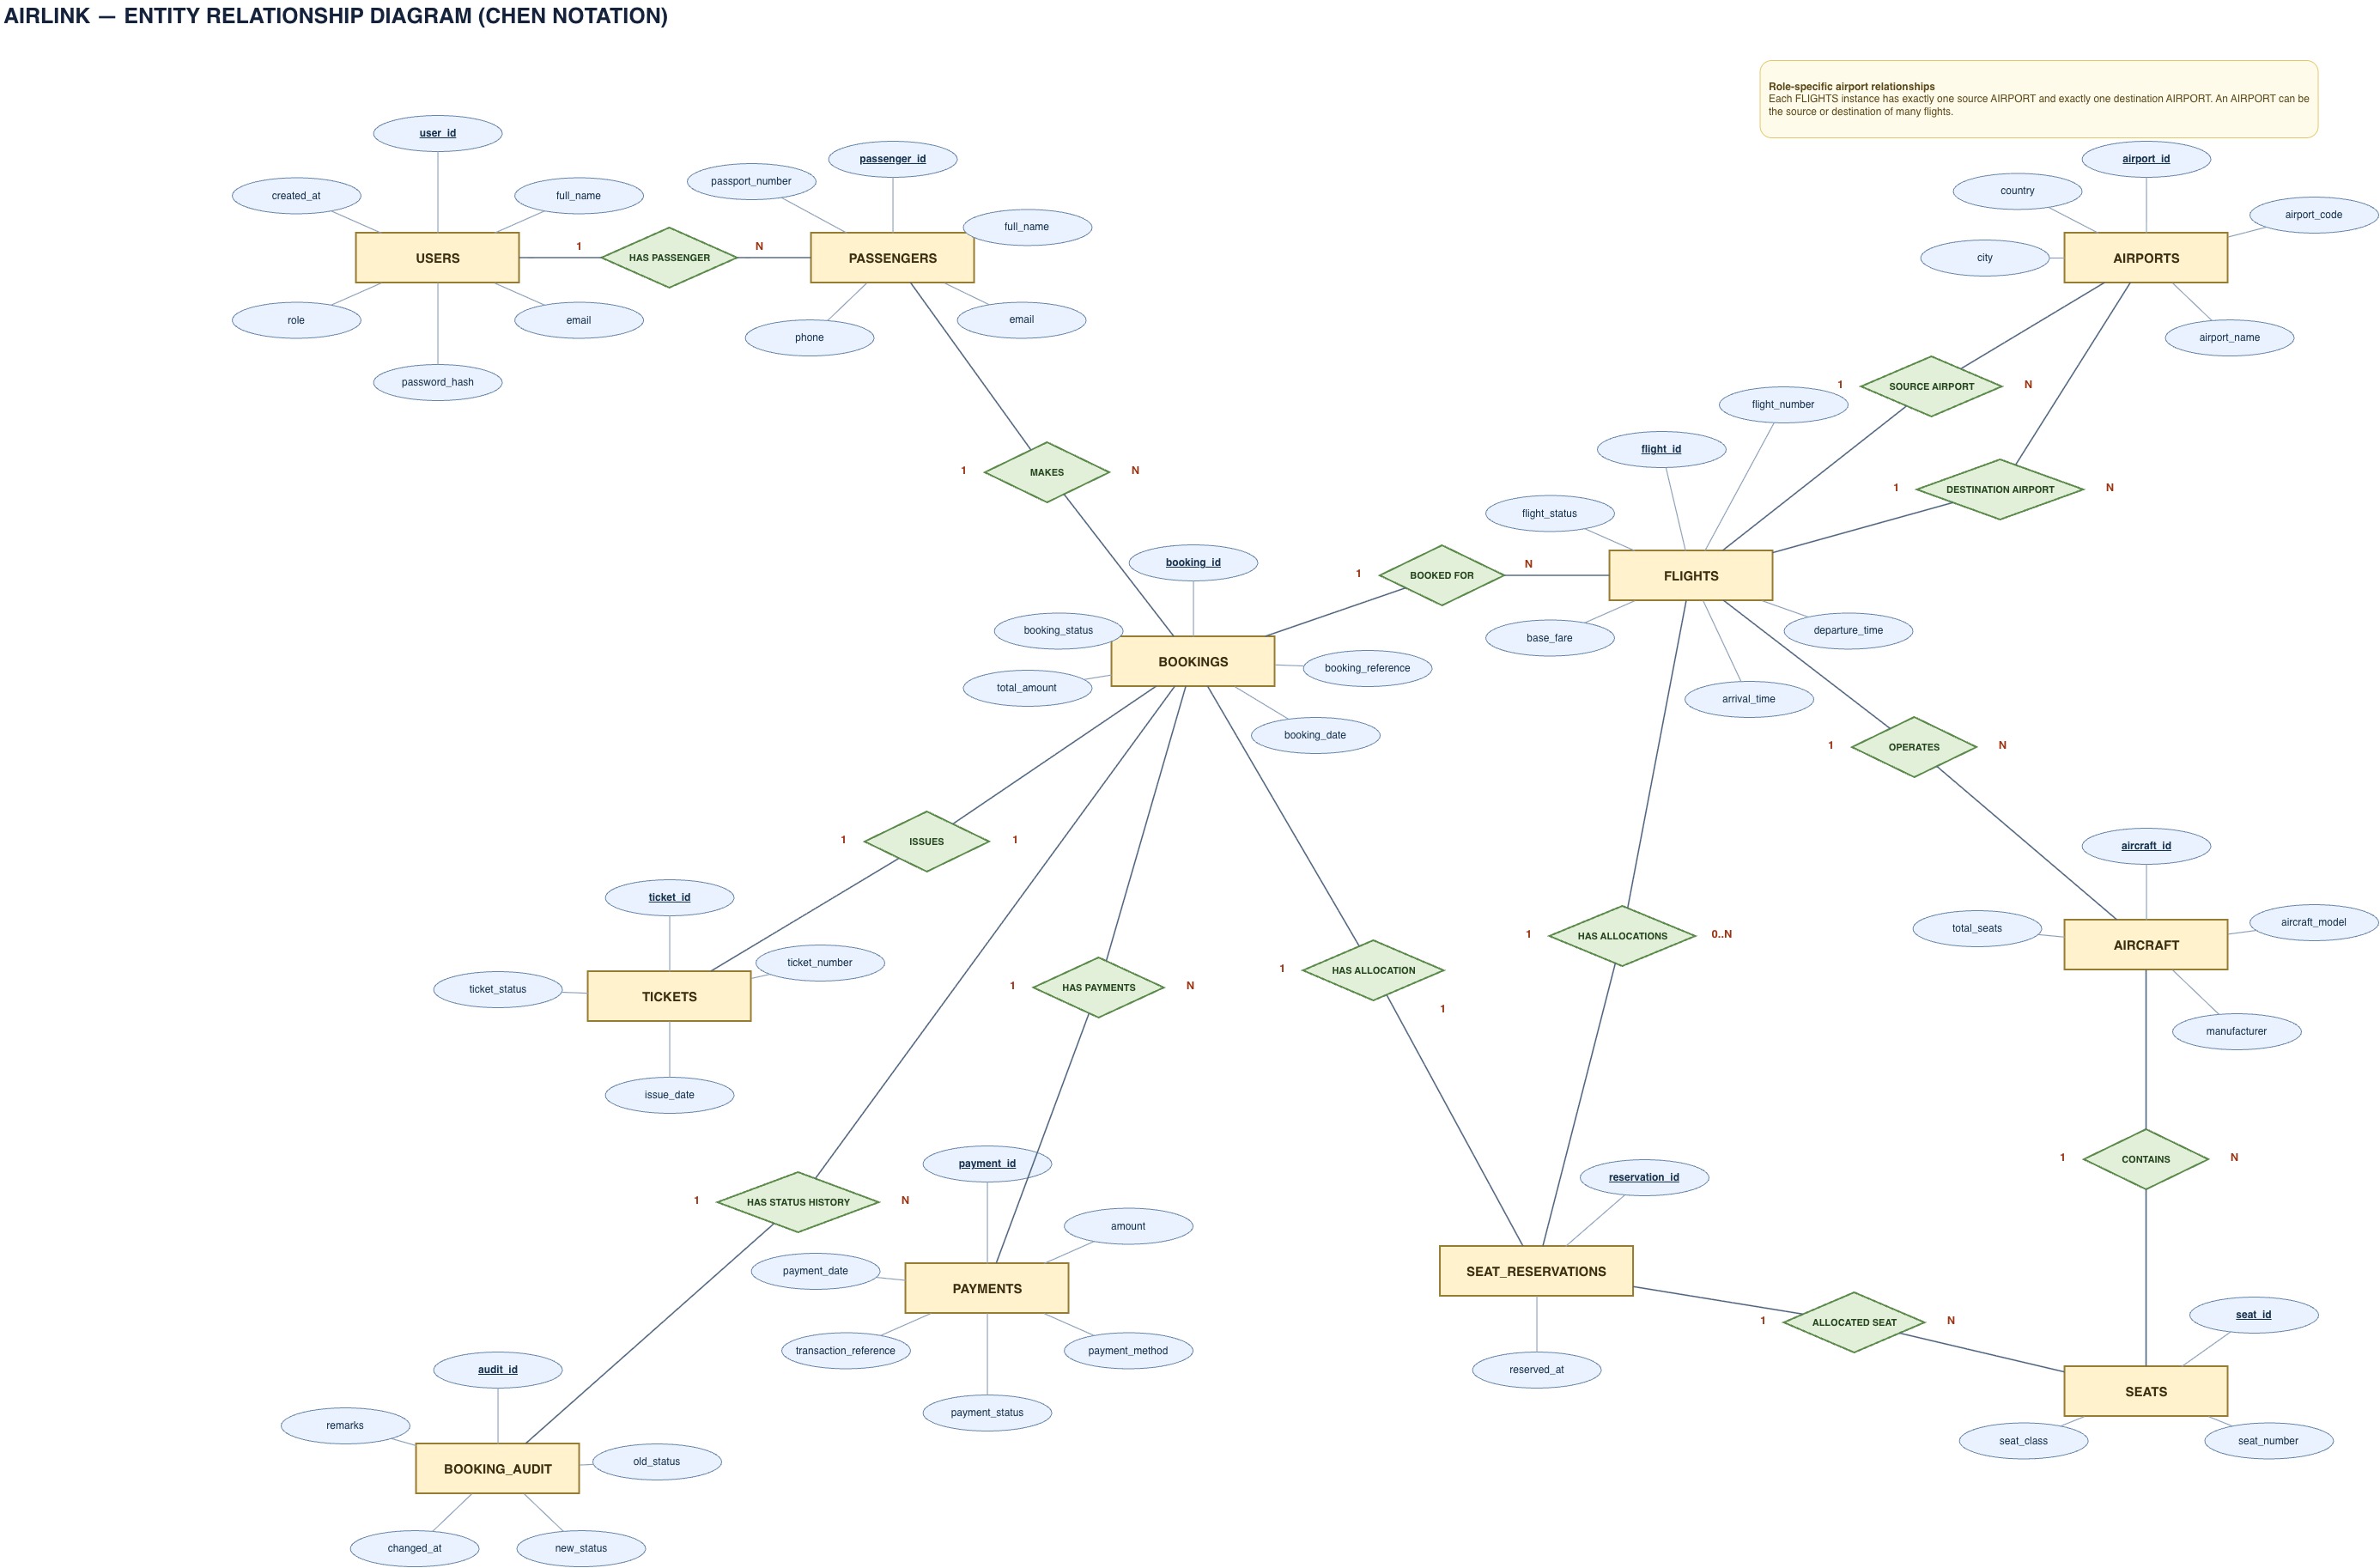 AIRLINK — ENTITY RELATIONSHIP DIAGRAM (CHEN NOTATION)
Role-specific airport relationships
Each FLIGHTS instance has exactly one source AIRPORT and exactly one destination AIRPORT. An AIRPORT can be
the source or destination of many flights.
user_id
created_at
full_name
USERS
role
email
password_hash
1
HAS PASSENGER
N
passenger_id
passport_number
full_name
PASSENGERS
phone
email
airport_id
country
airport_code
city
AIRPORTS
airport_name
1
SOURCE AIRPORT
N
1
DESTINATION AIRPORT
N
1
MAKES
N
flight_number
flight_id
flight_status
FLIGHTS
base_fare
departure_time
arrival_time
1
BOOKED FOR
N
booking_id
booking_status
BOOKINGS
booking_reference
total_amount
booking_date
1
OPERATES
N
1
ISSUES
1
aircraft_id
total_seats
aircraft_model
AIRCRAFT
manufacturer
ticket_id
ticket_number
ticket_status
TICKETS
issue_date
1
HAS PAYMENTS
N
1
HAS ALLOCATION
1
1
HAS ALLOCATIONS
0..N
1
CONTAINS
N
1
HAS STATUS HISTORY
N
payment_id
amount
payment_date
PAYMENTS
transaction_reference
payment_method
payment_status
reservation_id
SEAT_RESERVATIONS
reserved_at
1
ALLOCATED SEAT
N
seat_id
SEATS
seat_class
seat_number
audit_id
remarks
old_status
BOOKING_AUDIT
changed_at
new_status